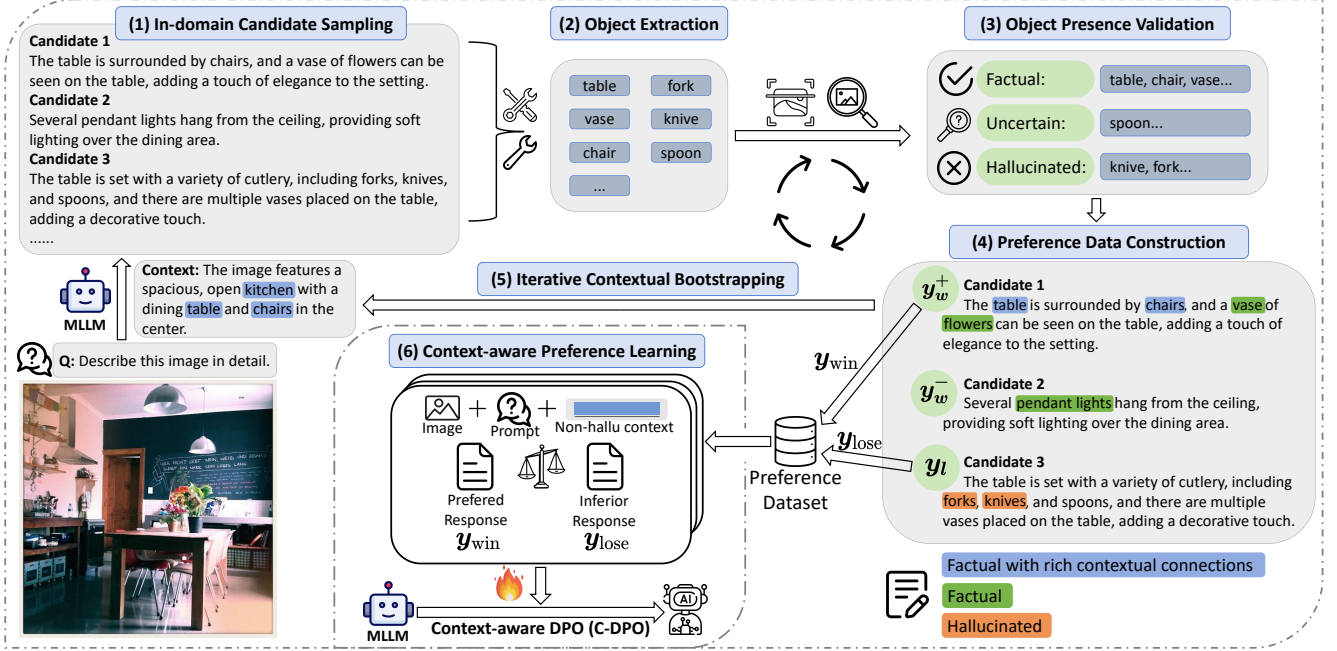 (1) In-domain Candidate Sampling
Candidate 1
The table is surrounded by chairs, and a vase of flowers can be
seen on the table, adding a touch of elegance to the setting.
Candidate 2
Several pendant lights hang from the ceiling, providing soft
lighting over the dining area.
Candidate 3
The table is set with a variety of cutlery, including forks, knives,
and spoons, and there are multiple vases placed on the table,
adding a decorative touch.
......
(2) Object Extraction
table
fork
vase
knive
chair
spoon
...
(3) Object Presence Validation
Factual:
table, chair, vase...
Uncertain:
spoon...
Hallucinated:
knive, fork...
(4) Preference Data Construction
y_w^+
Candidate 1
The table is surrounded by chairs, and a vase of
flowers can be seen on the table, adding a touch of
elegance to the setting.
y_w^-
Candidate 2
Several pendant lights hang from the ceiling,
providing soft lighting over the dining area.
y_l
Candidate 3
The table is set with a variety of cutlery, including
forks, knives, and spoons, and there are multiple
vases placed on the table, adding a decorative touch.
Factual with rich contextual connections
Factual
Hallucinated
y_win
y_lose
Preference
Dataset
(5) Iterative Contextual Bootstrapping
MLLM
Context: The image features a
spacious, open kitchen with a
dining table and chairs in the
center.
Q: Describe this image in detail.
(6) Context-aware Preference Learning
Image
+
Prompt
+
Non-hallu context
Prefered
Response
y_win
Inferior
Response
y_lose
MLLM
Context-aware DPO (C-DPO)
AI